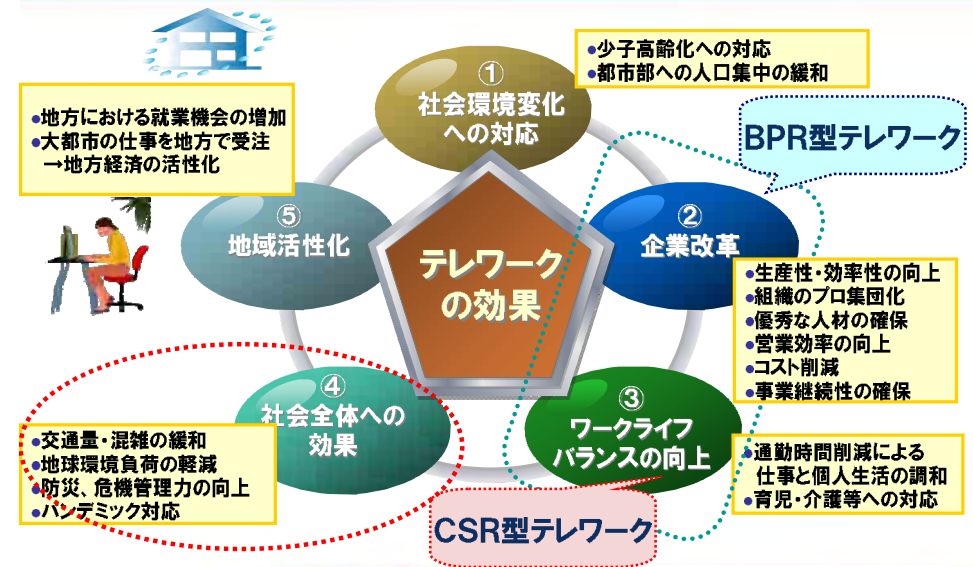 ①
社会環境変化
への対応
●少子高齢化への対応
●都市部への人口集中の緩和
BPR型テレワーク
②
企業改革
●生産性・効率性の向上
●組織のプロ集団化
●優秀な人材の確保
●営業効率の向上
●コスト削減
●事業継続性の確保
③
ワークライフ
バランスの向上
●通勤時間削減による
仕事と個人生活の調和
●育児・介護等への対応
CSR型テレワーク
④
社会全体への
効果
●交通量・混雑の緩和
●地球環境負荷の軽減
●防災、危機管理力の向上
●パンデミック対応
⑤
地域活性化
●地方における就業機会の増加
●大都市の仕事を地方で受注
→地方経済の活性化
テレワーク
の効果